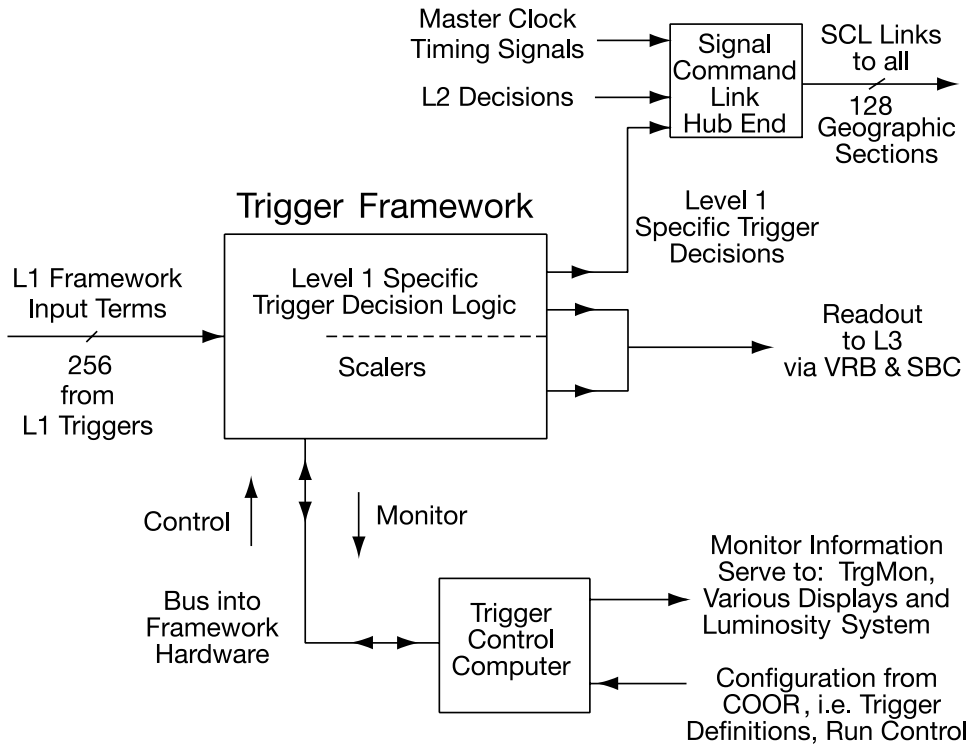 Master Clock
Timing Signals
L2 Decisions
Signal
Command
Link
Hub End
SCL Links
to all
128
Geographic
Sections
Trigger Framework
Level 1
Specific Trigger
Decisions
L1 Framework
Input Terms
256
from
L1 Triggers
Level 1 Specific
Trigger Decision Logic
Scalers
Readout
to L3
via VRB & SBC
Control
Monitor
Bus into
Framework
Hardware
Trigger
Control
Computer
Monitor Information
Serve to: TrgMon,
Various Displays and
Luminosity System
Configuration from
COOR, i.e. Trigger
Definitions, Run Control